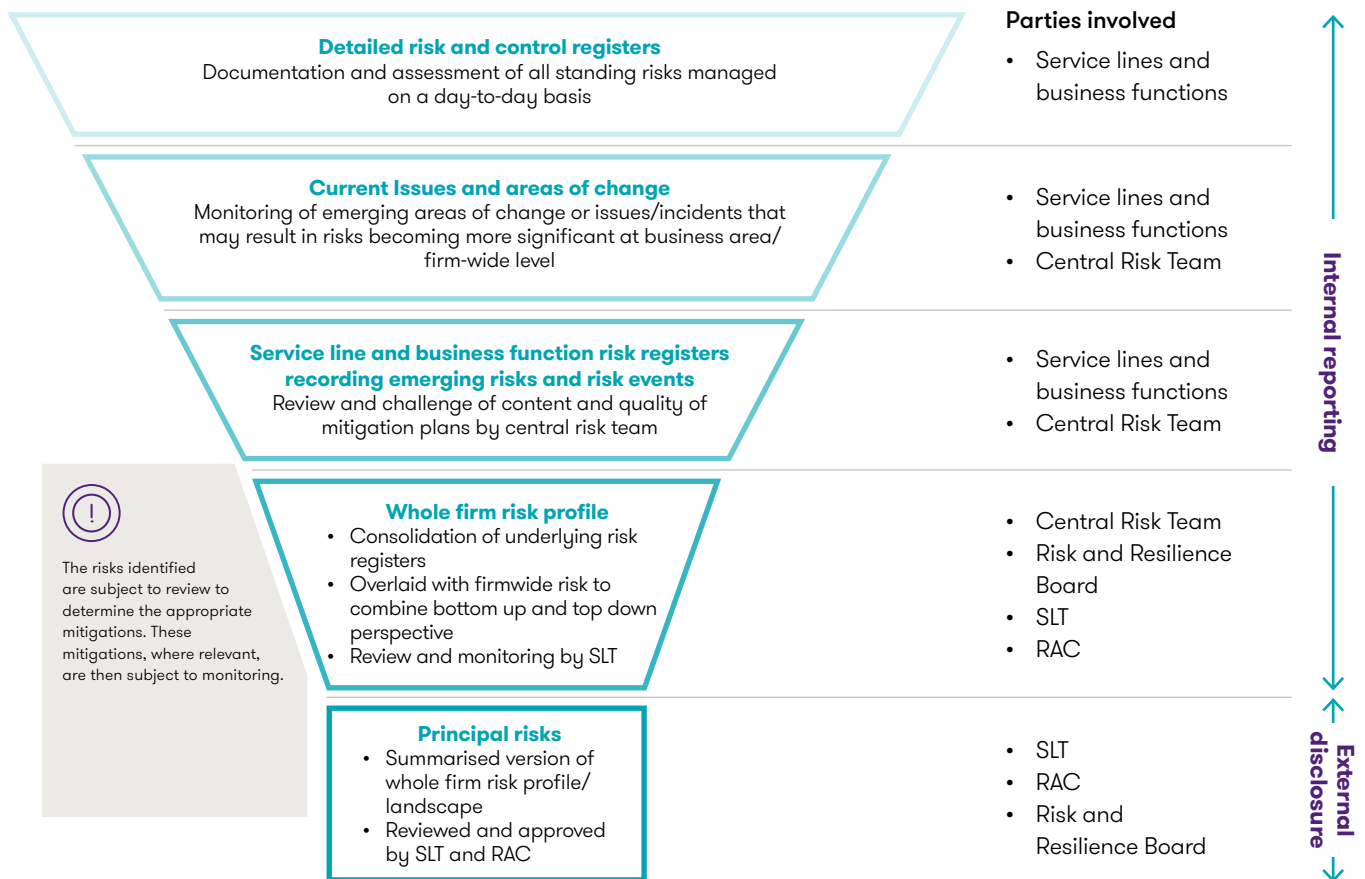 Detailed risk and control registers
Documentation and assessment of all standing risks managed
on a day-to-day basis
Parties involved
• Service lines and
business functions
Current Issues and areas of change
Monitoring of emerging areas of change or issues/incidents that
may result in risks becoming more significant at business area/
firm-wide level
• Service lines and
business functions
• Central Risk Team
Service line and business function risk registers
recording emerging risks and risk events
Review and challenge of content and quality of
mitigation plans by central risk team
• Service lines and
business functions
• Central Risk Team
Internal reporting
The risks identified
are subject to review to
determine the appropriate
mitigations. These
mitigations, where relevant,
are then subject to monitoring.
Whole firm risk profile
• Consolidation of underlying risk
registers
• Overlaid with firmwide risk to
combine bottom up and top down
perspective
• Review and monitoring by SLT
• Central Risk Team
• Risk and Resilience
Board
• SLT
• RAC
Principal risks
• Summarised version of
whole firm risk profile/
landscape
• Reviewed and approved
by SLT and RAC
• SLT
• RAC
• Risk and
Resilience Board
External
disclosure